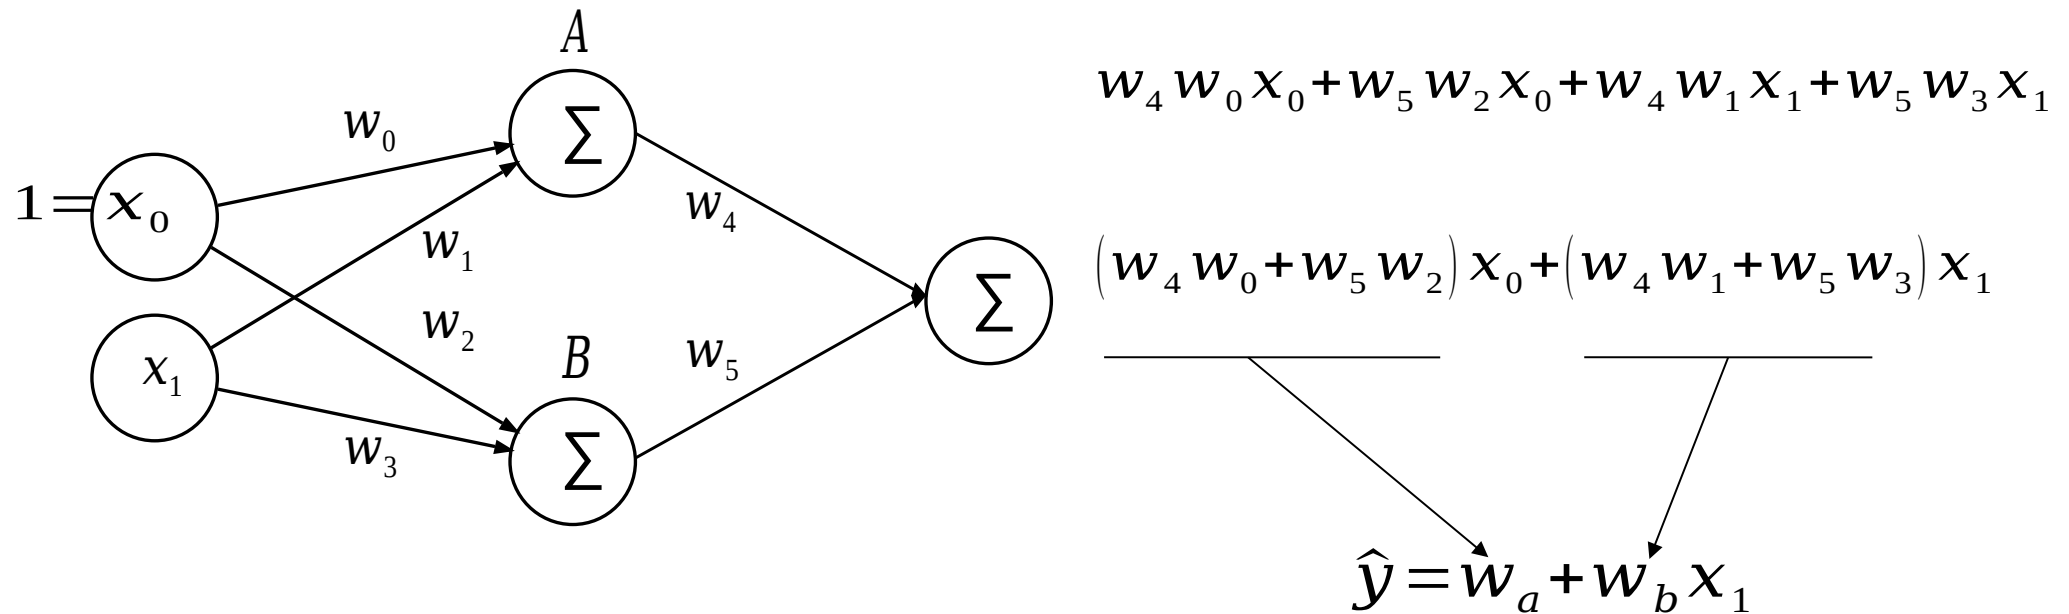 A
∑
w₀
1=x₀
w₁
w₄
∑
w₂
x₁
B
w₅
∑
w₃
w₄w₀x₀+w₅w₂x₀+w₄w₁x₁+w₅w₃x₁
(w₄w₀+w₅w₂)x₀+(w₄w₁+w₅w₃)x₁
ŷ=wₐ+w_b x₁